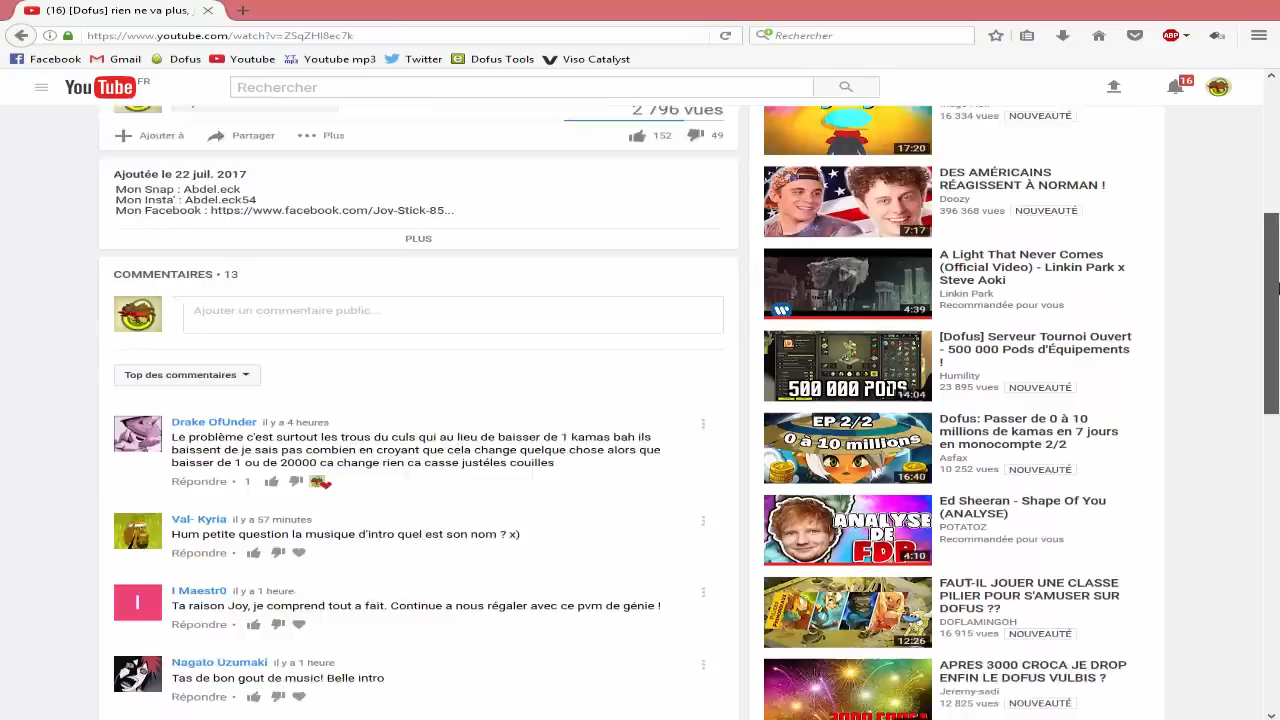 (16) [Dofus] rien ne va plus,
https://www.youtube.com/watch?v=ZSqZHI8ec7k
Rechercher
ABP
Facebook
Gmail
Dofus
Youtube
Youtube mp3
Twitter
Dofus Tools
Viso Catalyst
YouTube FR
Rechercher
16
2 796 vues
Ajouter à
Partager
Plus
152
49
Ajoutée le 22 juil. 2017
Mon Snap : Abdel.eck
Mon Insta' : Abdel.eck54
Mon Facebook : https://www.facebook.com/Joy-Stick-85...
PLUS
COMMENTAIRES • 13
Ajouter un commentaire public...
Top des commentaires
Drake OfUnder il y a 4 heures
Le problème c'est surtout les trous du culs qui au lieu de baisser de 1 kamas bah ils
baissent de je sais pas combien en croyant que cela change quelque chose alors que
baisser de 1 ou de 20000 ca change rien ca casse justéles couilles
Répondre • 1
Val- Kyria il y a 57 minutes
Hum petite question la musique d'intro quel est son nom ? x)
Répondre •
I
I Maestr0 il y a 1 heure
Ta raison Joy, je comprend tout a fait. Continue a nous régaler avec ce pvm de génie !
Répondre •
Nagato Uzumaki il y a 1 heure
Tas de bon gout de music! Belle intro
Répondre •
16 334 vues NOUVEAUTÉ
17:20
DES AMÉRICAINS
RÉAGISSENT À NORMAN !
Doozy
396 368 vues NOUVEAUTÉ
7:17
A Light That Never Comes
(Official Video) - Linkin Park x
Steve Aoki
Linkin Park
Recommandée pour vous
4:39
[Dofus] Serveur Tournoi Ouvert
- 500 000 Pods d'Équipements
!
Humility
23 895 vues NOUVEAUTÉ
500 000 PODS
14:04
Dofus: Passer de 0 à 10
millions de kamas en 7 jours
en monocompte 2/2
Asfax
10 252 vues NOUVEAUTÉ
EP 2/2
0 à 10 millions
16:40
Ed Sheeran - Shape Of You
(ANALYSE)
POTATOZ
Recommandée pour vous
ANALYSE
DE
FDP
4:10
FAUT-IL JOUER UNE CLASSE
PILIER POUR S'AMUSER SUR
DOFUS ??
DOFLAMINGOH
16 915 vues NOUVEAUTÉ
12:26
APRES 3000 CROCA JE DROP
ENFIN LE DOFUS VULBIS ?
Jeremy-sadi
12 825 vues NOUVEAUTÉ